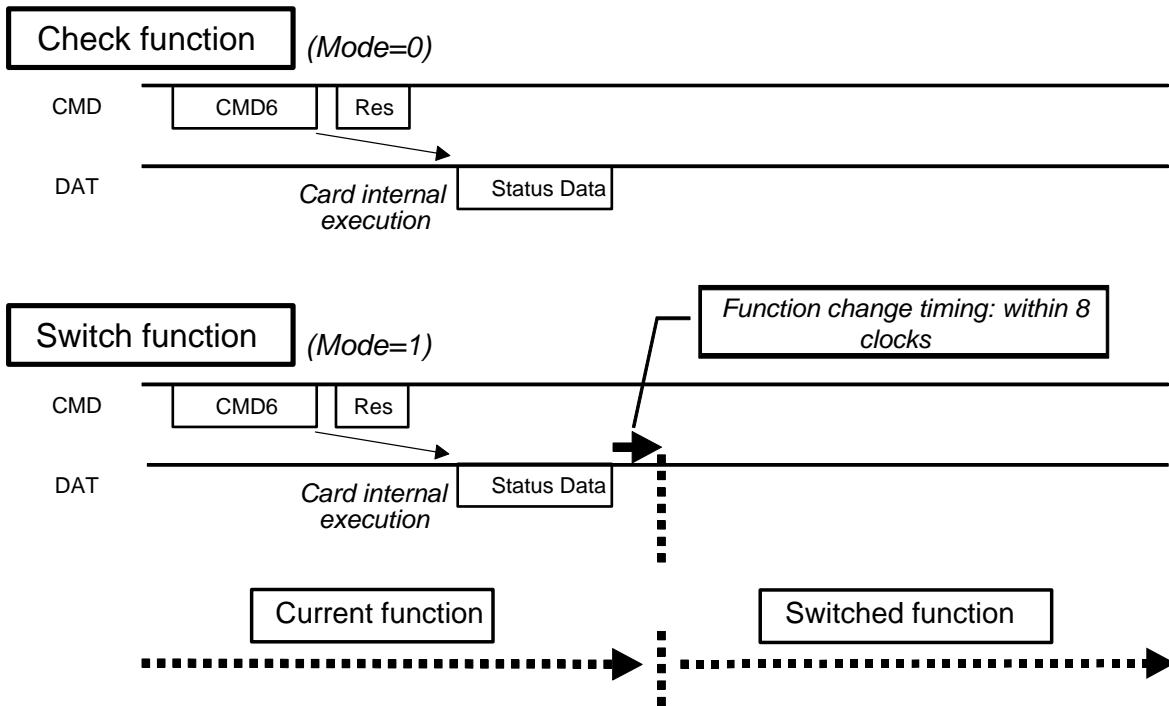 Check function
(Mode=0)
CMD
CMD6
Res
DAT
Card internal
execution
Status Data
Function change timing: within 8
clocks
Switch function
(Mode=1)
CMD
CMD6
Res
DAT
Card internal
execution
Status Data
Current function
Switched function